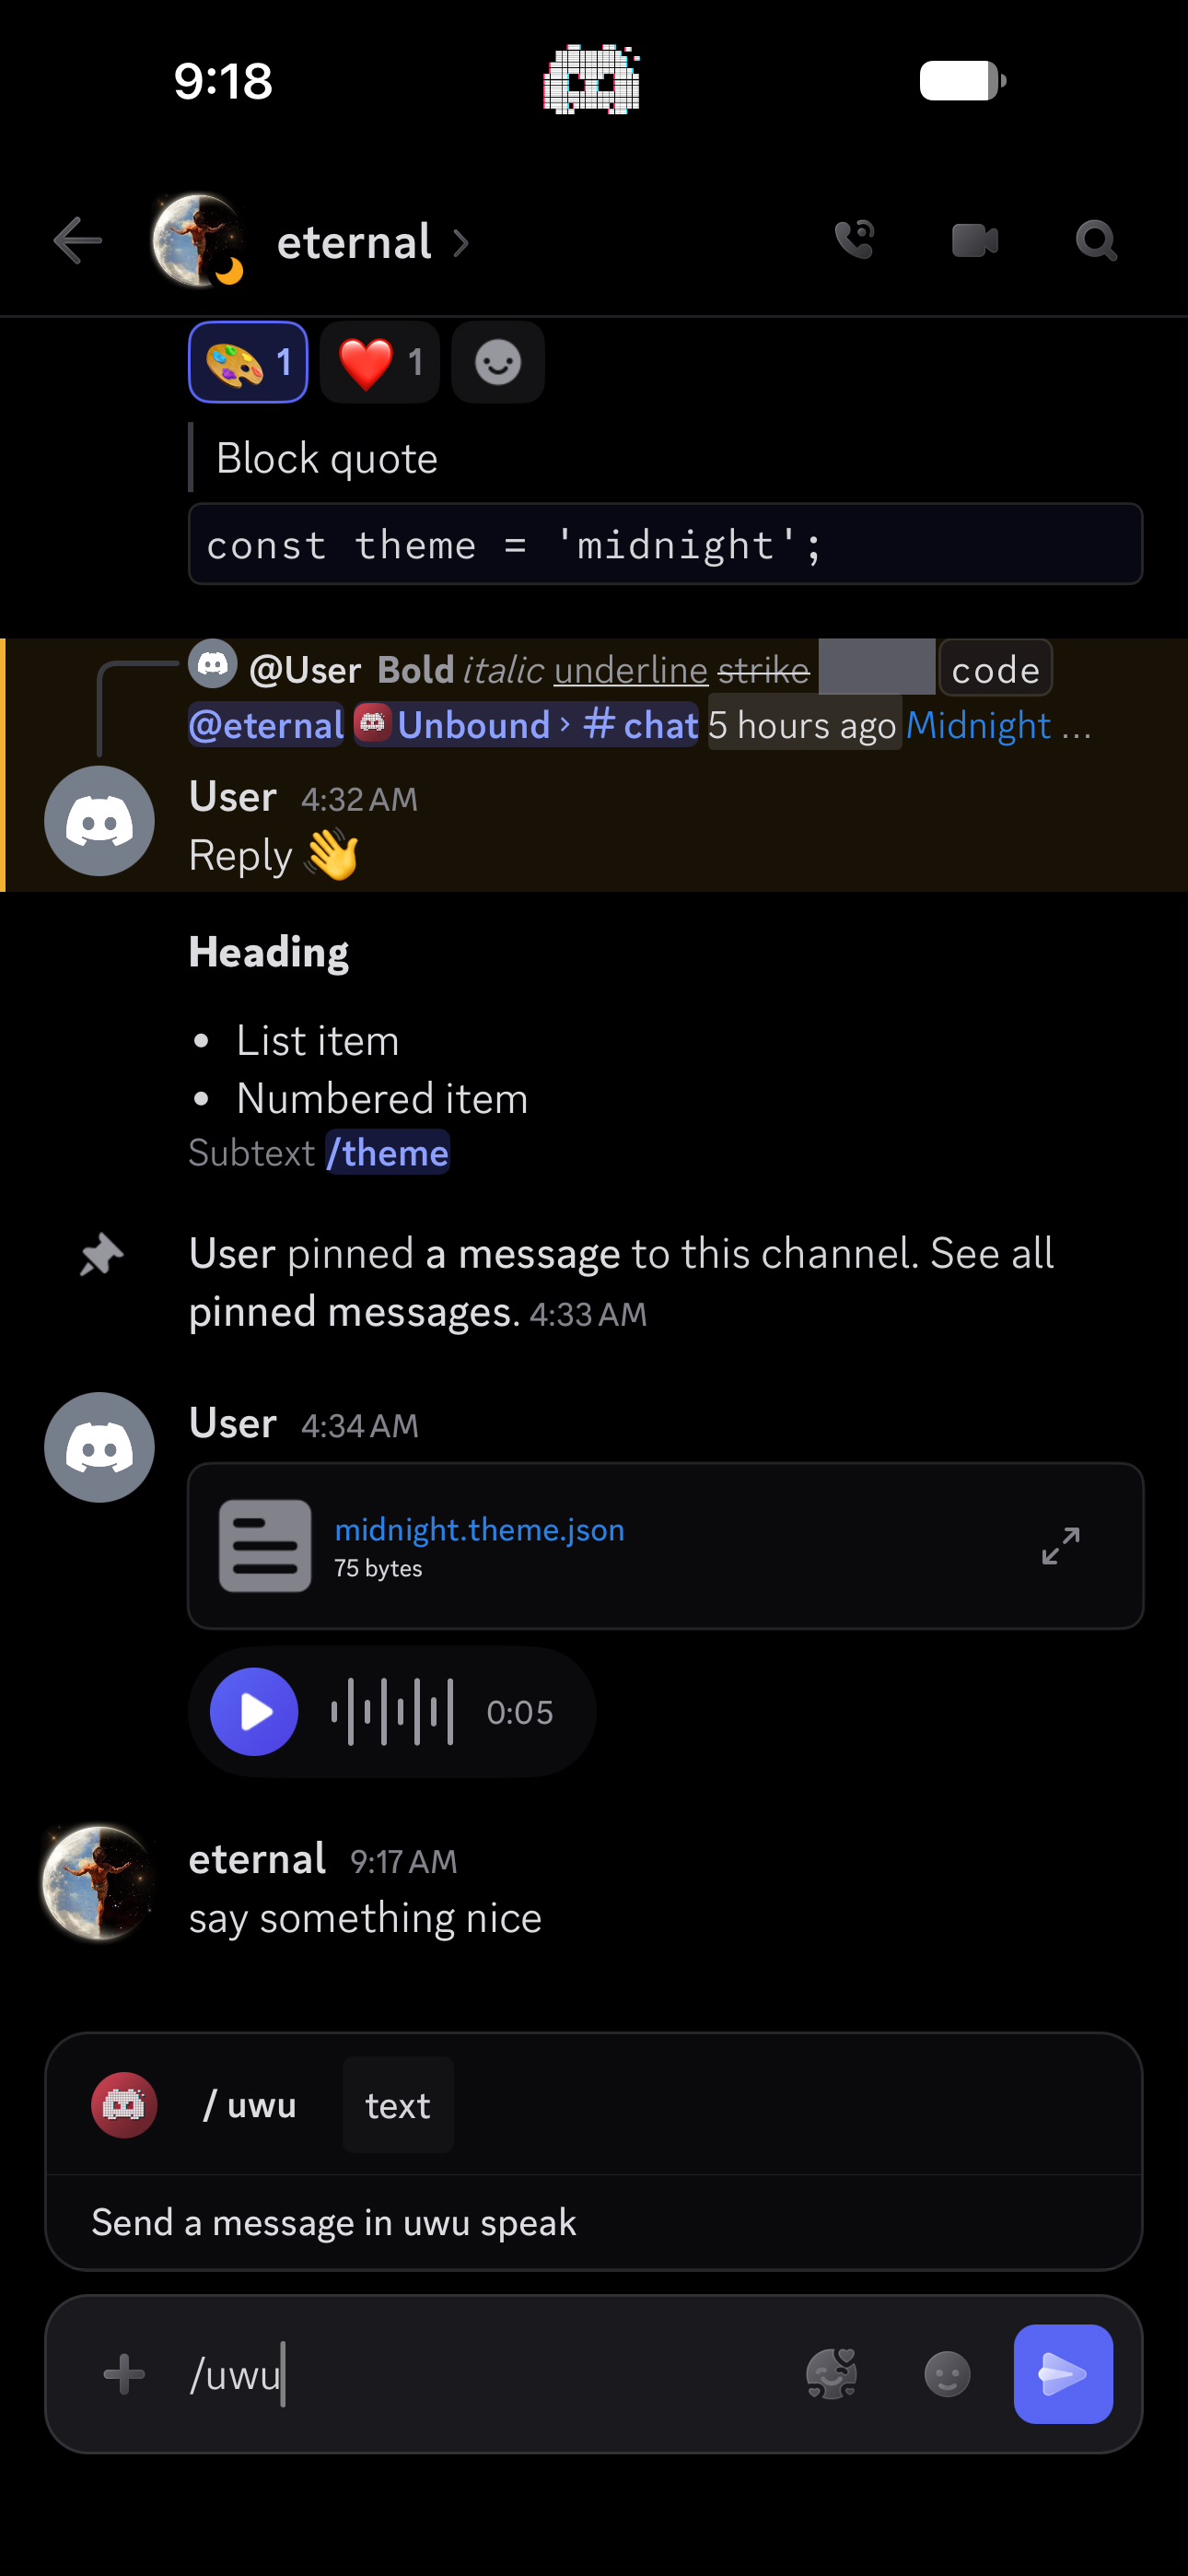 9:18
eternal
1 1
Block quote
const theme = 'midnight';
@User Bold italic underline strike code
@eternal Unbound › # chat 5 hours ago Midnight ...
User 4:32 AM
Reply 👋
Heading
• List item
• Numbered item
Subtext /theme
User pinned a message to this channel. See all
pinned messages. 4:33 AM
User 4:34 AM
midnight.theme.json
75 bytes
0:05
eternal 9:17 AM
say something nice
/ uwu text
Send a message in uwu speak
/uwu